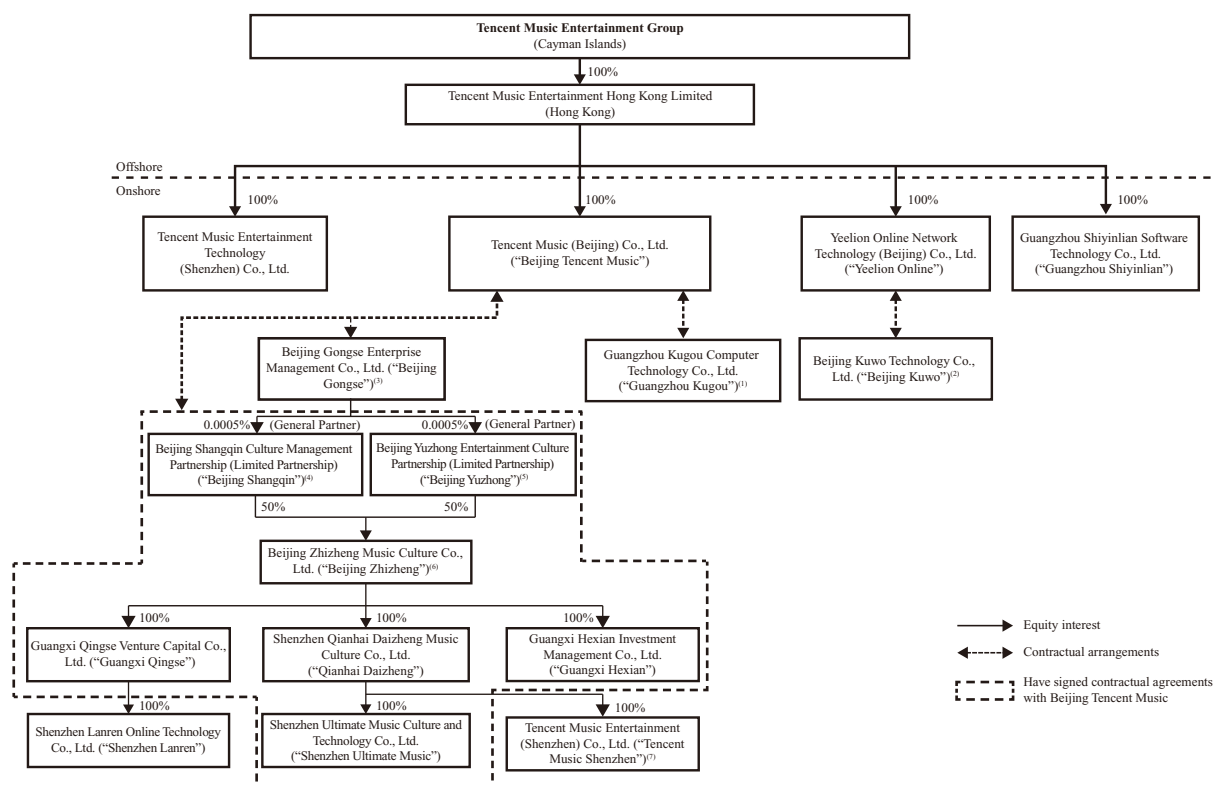 Tencent Music Entertainment Group
(Cayman Islands)
100%
Tencent Music Entertainment Hong Kong Limited
(Hong Kong)
Offshore
Onshore
100%
100%
100%
100%
Tencent Music Entertainment
Technology
(Shenzhen) Co., Ltd.
Tencent Music (Beijing) Co., Ltd.
(“Beijing Tencent Music”)
Yeelion Online Network
Technology (Beijing) Co., Ltd.
(“Yeelion Online”)
Guangzhou Shiyinlian Software
Technology Co., Ltd.
(“Guangzhou Shiyinlian”)
Beijing Gongse Enterprise
Management Co., Ltd. (“Beijing
Gongse”)(3)
Guangzhou Kugou Computer
Technology Co., Ltd.
(“Guangzhou Kugou”)(1)
Beijing Kuwo Technology Co.,
Ltd. (“Beijing Kuwo”)(2)
0.0005% (General Partner)
0.0005% (General Partner)
Beijing Shangqin Culture Management
Partnership (Limited Partnership)
(“Beijing Shangqin”)(4)
Beijing Yuzhong Entertainment Culture
Partnership (Limited Partnership)
(“Beijing Yuzhong”)(5)
50%
50%
Beijing Zhizheng Music Culture Co.,
Ltd. (“Beijing Zhizheng”)(6)
100%
100%
100%
Guangxi Qingse Venture Capital Co.,
Ltd. (“Guangxi Qingse”)
Shenzhen Qianhai Daizheng Music
Culture Co., Ltd.
(“Qianhai Daizheng”)
Guangxi Hexian Investment
Management Co., Ltd.
(“Guangxi Hexian”)
100%
100%
100%
Shenzhen Lanren Online Technology
Co., Ltd. (“Shenzhen Lanren”)
Shenzhen Ultimate Music Culture and
Technology Co., Ltd.
(“Shenzhen Ultimate Music”)
Tencent Music Entertainment
(Shenzhen) Co., Ltd. (“Tencent
Music Shenzhen”)(7)
Equity interest
Contractual arrangements
Have signed contractual agreements
with Beijing Tencent Music